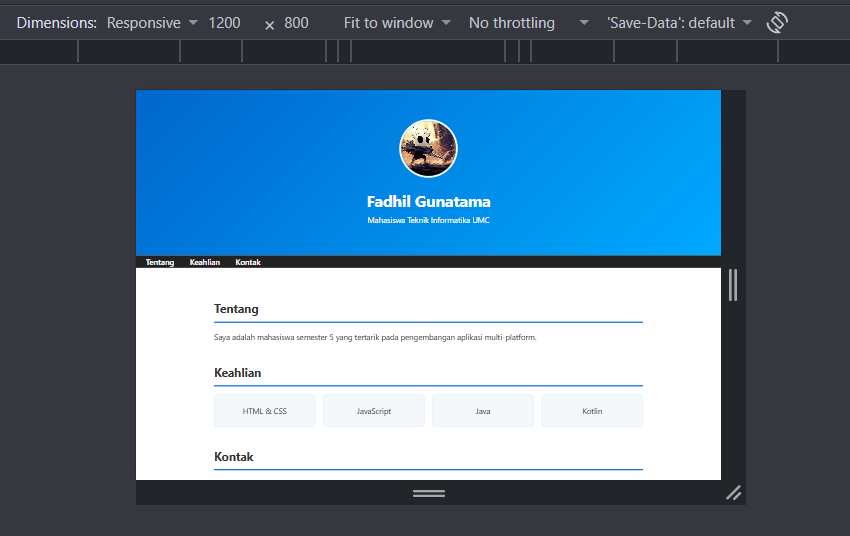 Dimensions: Responsive 1200 × 800 Fit to window No throttling 'Save-Data': default
Fadhil Gunatama
Mahasiswa Teknik Informatika UMC
Tentang Keahlian Kontak
Tentang
Saya adalah mahasiswa semester 5 yang tertarik pada pengembangan aplikasi multi-platform.
Keahlian
HTML & CSS JavaScript Java Kotlin
Kontak